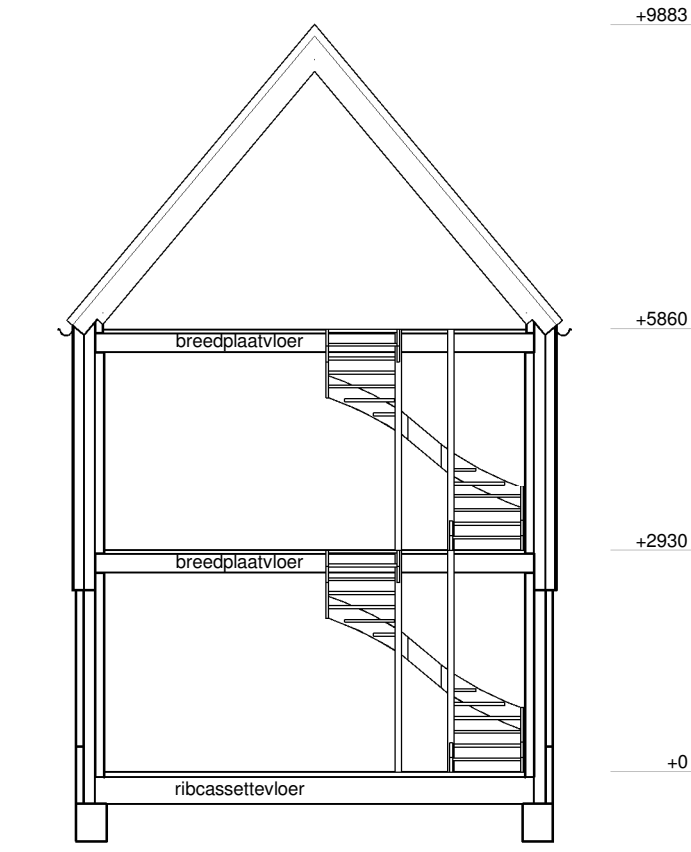 +9883
+5860
breedplaatvloer
+2930
breedplaatvloer
+0
ribcassettevloer